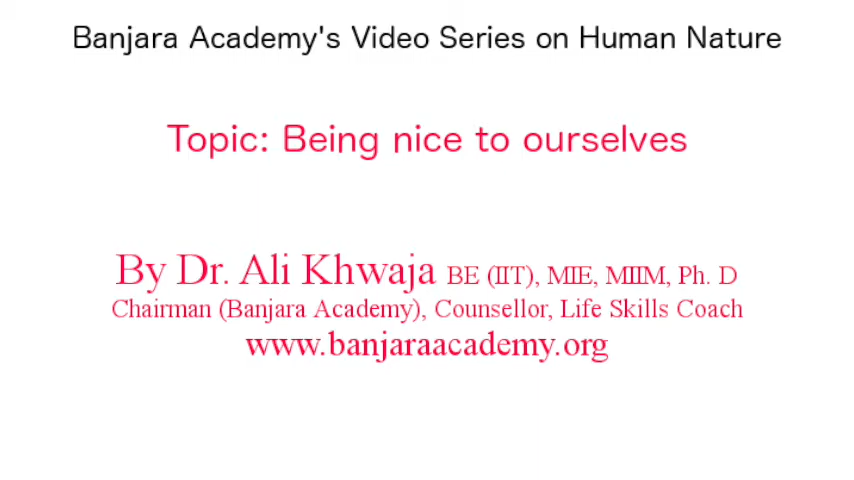 Banjara Academy's Video Series on Human Nature
Topic: Being nice to ourselves
By Dr. Ali Khwaja BE (IIT), MIE, MIIM, Ph. D
Chairman (Banjara Academy), Counsellor, Life Skills Coach
www.banjaraacademy.org